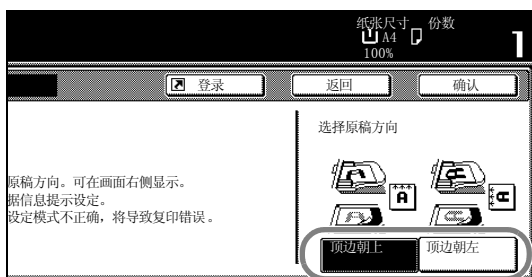 纸张尺寸 份数
A4
100%
1
登录 返回 确认
选择原稿方向
原稿方向。可在画面右侧显示。
据信息提示设定。
设定模式不正确，将导致复印错误。
顶边朝上 顶边朝左